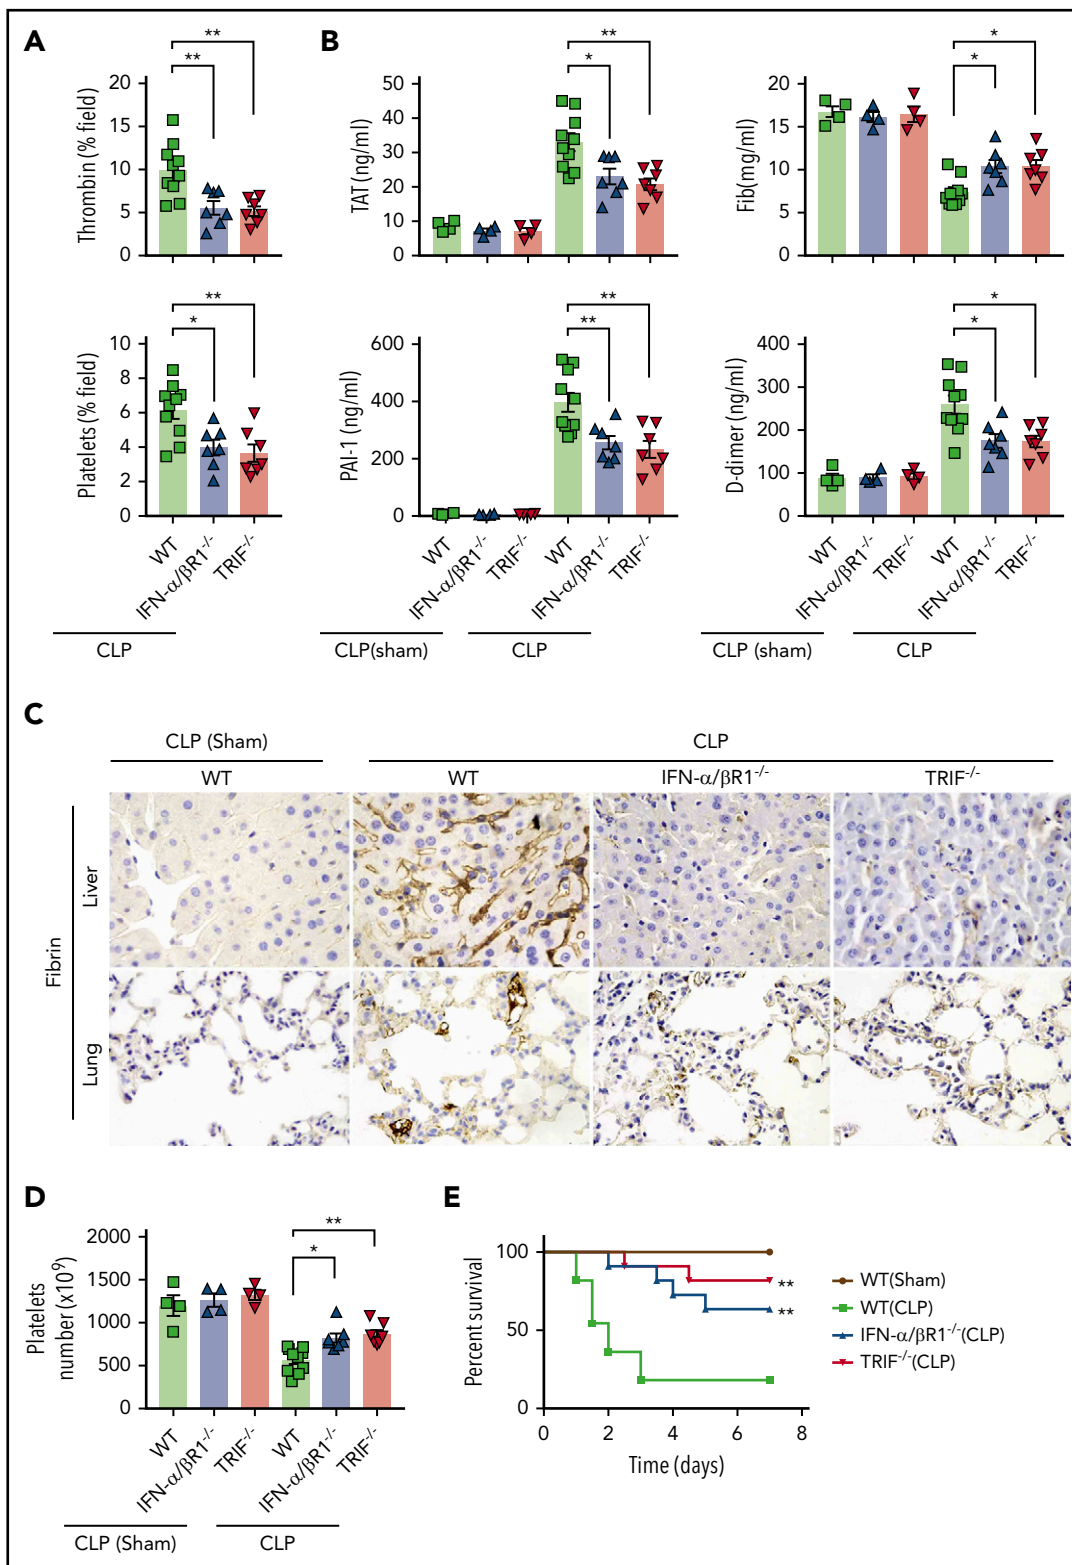 A
B
** 
**
Thrombin (% field)
20
15
10
5
0
**
*
TAT (ng/ml)
50
40
30
20
10
0
*
*
Fib(mg/ml)
20
15
10
5
0
**
*
Platelets (% field)
10
8
6
4
2
0
WT
IFN-α/βR1-/-
TRIF-/-
CLP
**
**
PAI-1 (ng/ml)
600
400
200
0
WT
IFN-α/βR1-/-
TRIF-/-
WT
IFN-α/βR1-/-
TRIF-/-
CLP(sham)
CLP
*
*
D-dimer (ng/ml)
400
300
200
100
0
WT
IFN-α/βR1-/-
TRIF-/-
WT
IFN-α/βR1-/-
TRIF-/-
CLP (sham)
CLP
C
CLP (Sham)
CLP
WT
WT
IFN-α/βR1-/-
TRIF-/-
Fibrin
Liver
Lung
D
**
*
Platelets
number (x10⁹)
2000
1500
1000
500
0
WT
IFN-α/βR1-/-
TRIF-/-
WT
IFN-α/βR1-/-
TRIF-/-
CLP (Sham)
CLP
E
Percent survival
100
50
0
0
2
4
6
8
Time (days)
**
**
WT(Sham)
WT(CLP)
IFN-α/βR1-/-(CLP)
TRIF-/-(CLP)